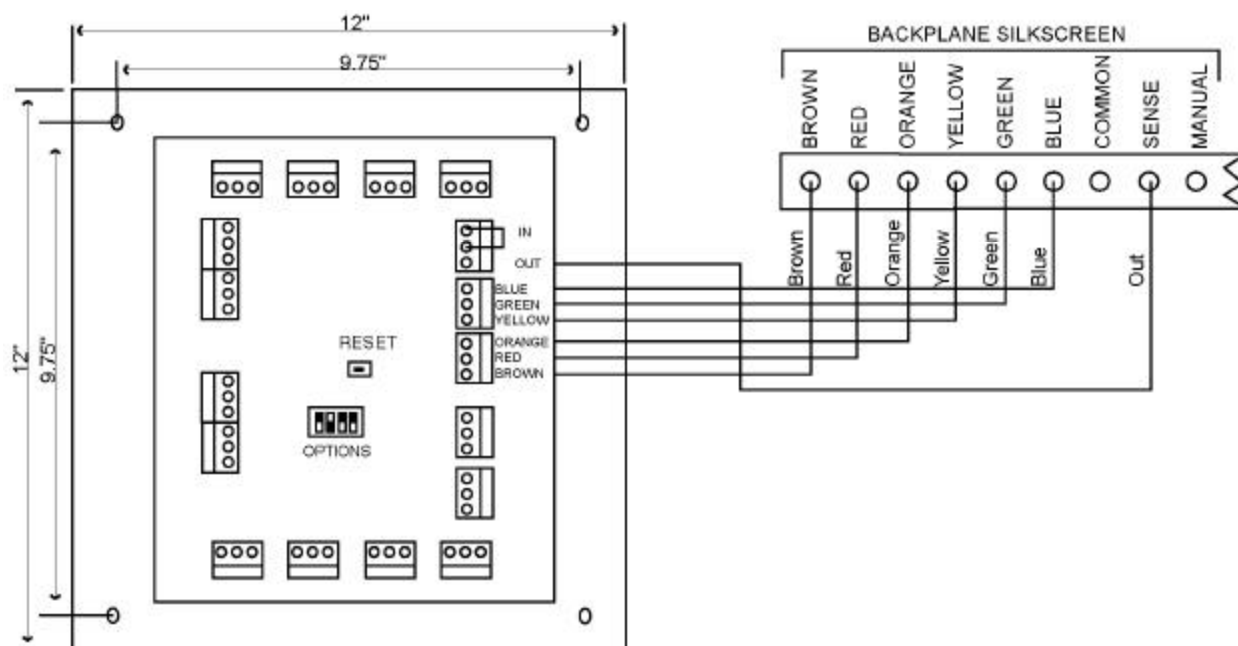 12"
9.75"
BACKPLANE SILKSCREEN
BROWN
RED
ORANGE
YELLOW
GREEN
BLUE
COMMON
SENSE
MANUAL
12"
9.75"
IN
OUT
BLUE
GREEN
YELLOW
ORANGE
RED
BROWN
RESET
OPTIONS
Brown
Red
Orange
Yellow
Green
Blue
Out